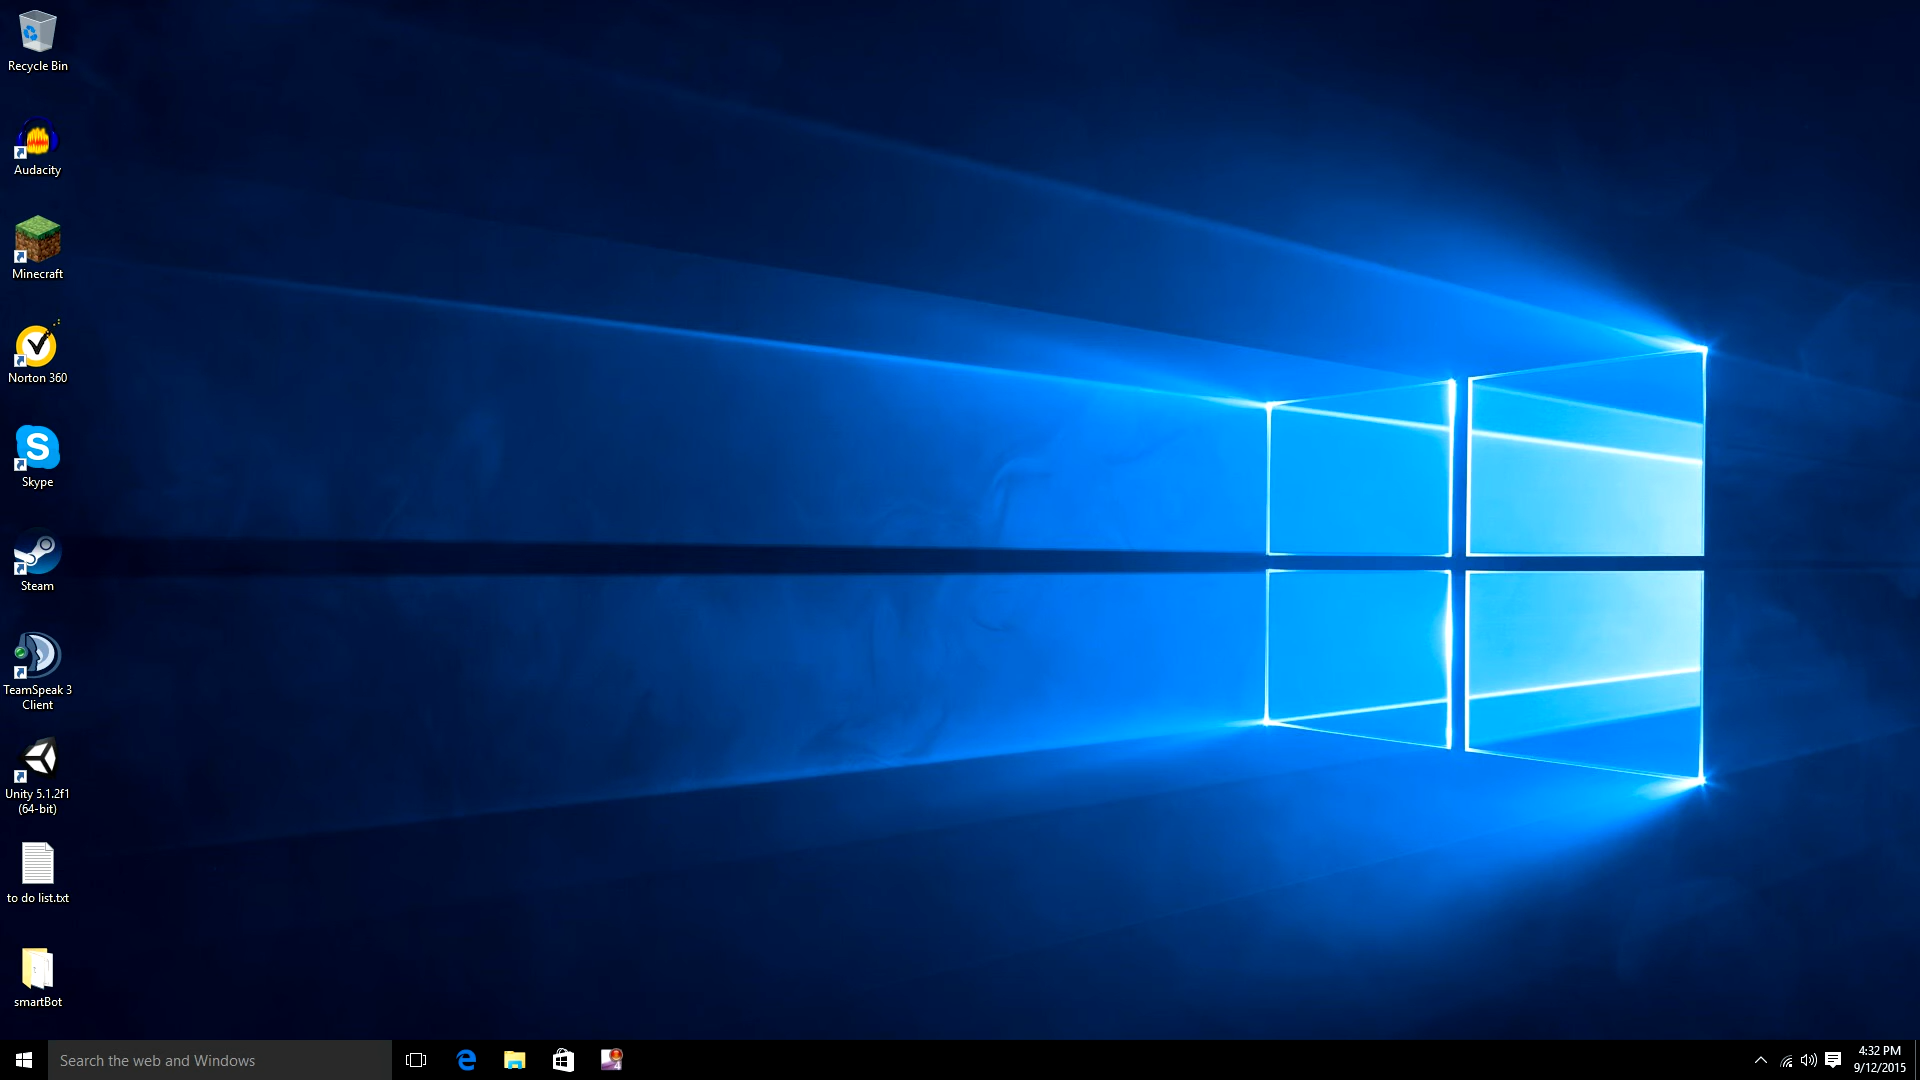 Recycle Bin
Audacity
Minecraft
Norton 360
S
Skype
Steam
TeamSpeak 3
Client
Unity 5.1.2f1
(64-bit)
to do list.txt
smartBot
Search the web and Windows
4
4:32 PM
9/12/2015